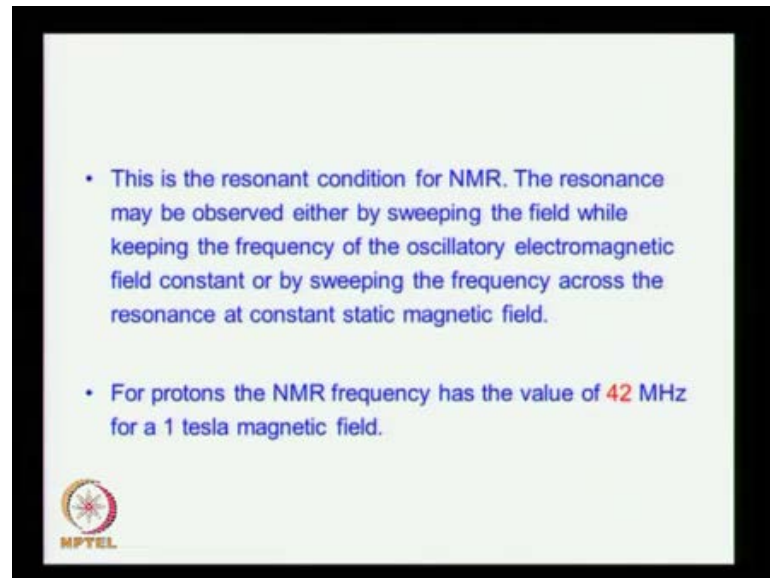 • This is the resonant condition for NMR. The resonance
may be observed either by sweeping the field while
keeping the frequency of the oscillatory electromagnetic
field constant or by sweeping the frequency across the
resonance at constant static magnetic field.
• For protons the NMR frequency has the value of 42 MHz
for a 1 tesla magnetic field.
NPTEL